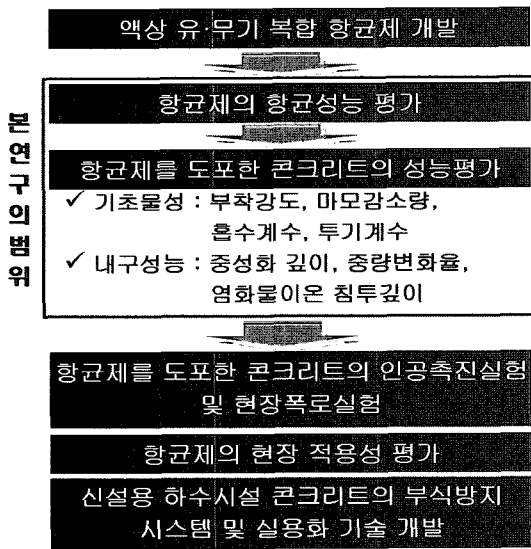 액상 유·무기 복합 항균제 개발
본연구의범위
항균제의 항균성능 평가
항균제를 도포한 콘크리트의 성능평가
✓ 기초물성 : 부착강도, 마모감소량,
흡수계수, 투기계수
✓ 내구성능 : 중성화 깊이, 중량변화율,
염화물이온 침투깊이
항균제를 도포한 콘크리트의 인공촉진실험
및 현장폭로실험
항균제의 현장 적용성 평가
신설용 하수시설 콘크리트의 부식방지
시스템 및 실용화 기술 개발